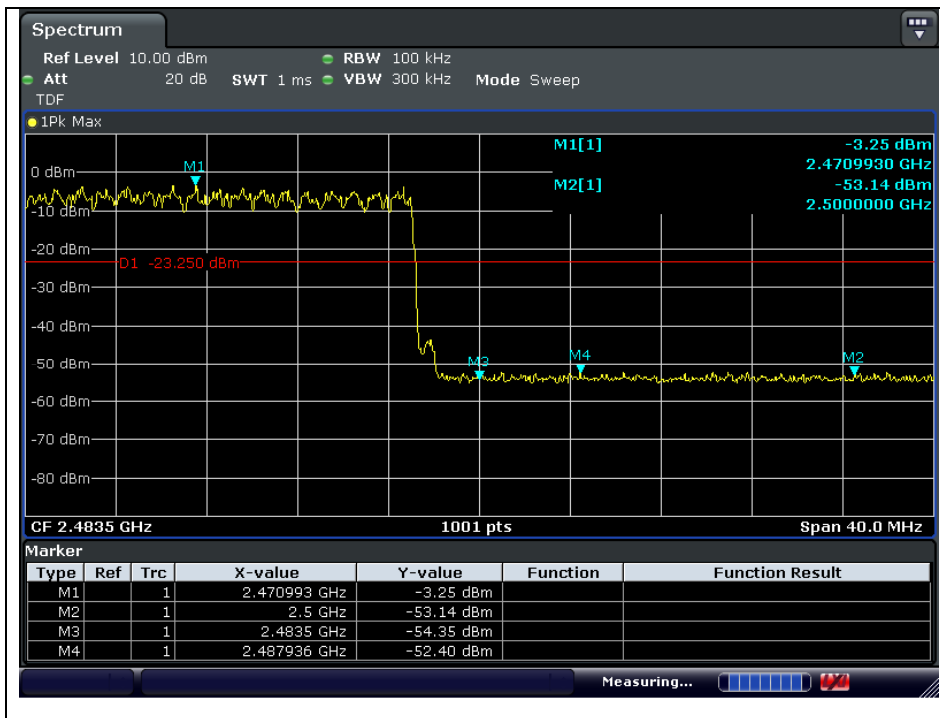 Spectrum
Ref Level 10.00 dBm RBW 100 kHz
Att 20 dB SWT 1 ms VBW 300 kHz Mode Sweep
TDF
1Pk Max
M1[1] -3.25 dBm
2.4709930 GHz
M2[1] -53.14 dBm
2.5000000 GHz
0 dBm
M1
-10 dBm
-20 dBm
D1 -23.250 dBm
-30 dBm
-40 dBm
-50 dBm
M3
M4
M2
-60 dBm
-70 dBm
-80 dBm
CF 2.4835 GHz 1001 pts Span 40.0 MHz
Marker
Type Ref Trc X-value Y-value Function Function Result
M1 1 2.470993 GHz -3.25 dBm
M2 1 2.5 GHz -53.14 dBm
M3 1 2.4835 GHz -54.35 dBm
M4 1 2.487936 GHz -52.40 dBm
Measuring...